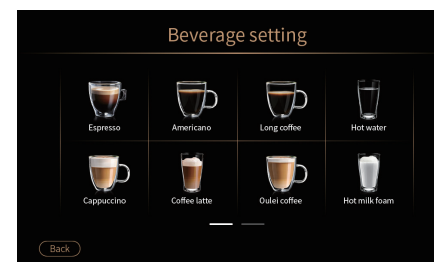 Beverage setting
Espresso
Americano
Long coffee
Hot water
Cappuccino
Coffee latte
Oulei coffee
Hot milk foam
Back